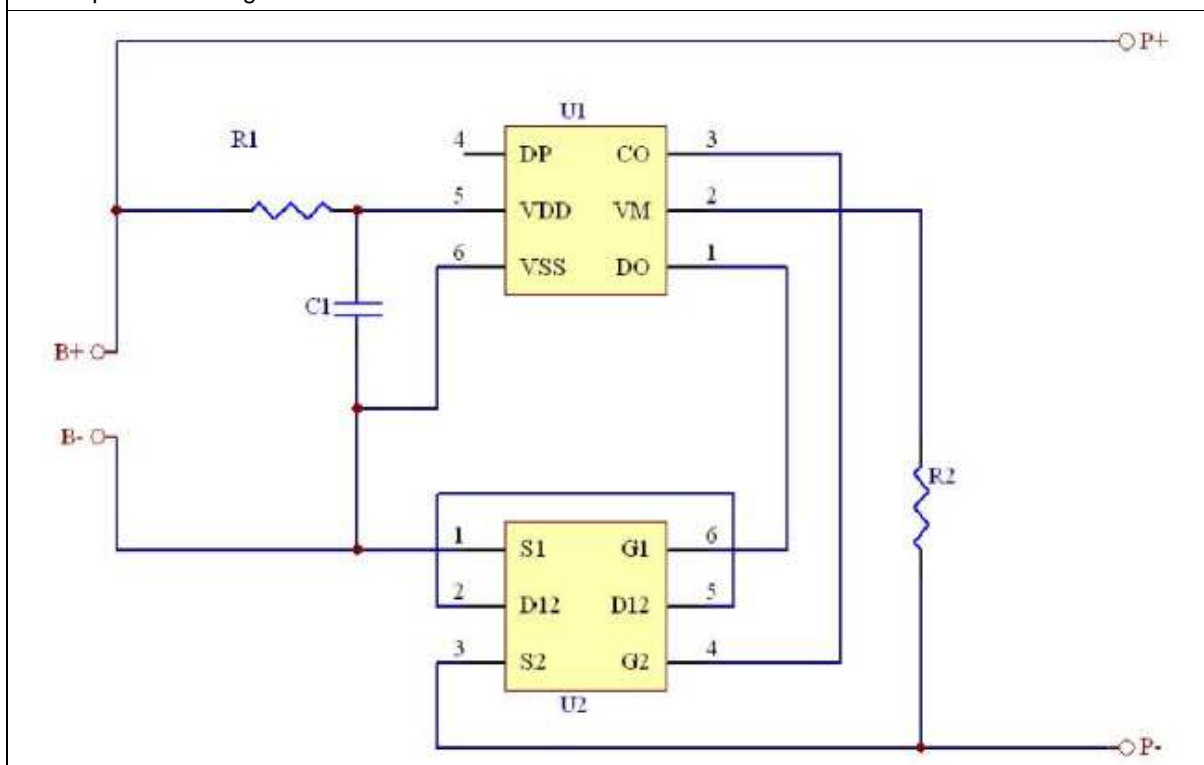 P+
U1
R1
4 DP CO 3
5 VDD VM 2
6 VSS DO 1
C1
B+
B-
R2
1 S1 G1 6
2 D12 D12 5
3 S2 G2 4
U2
P-